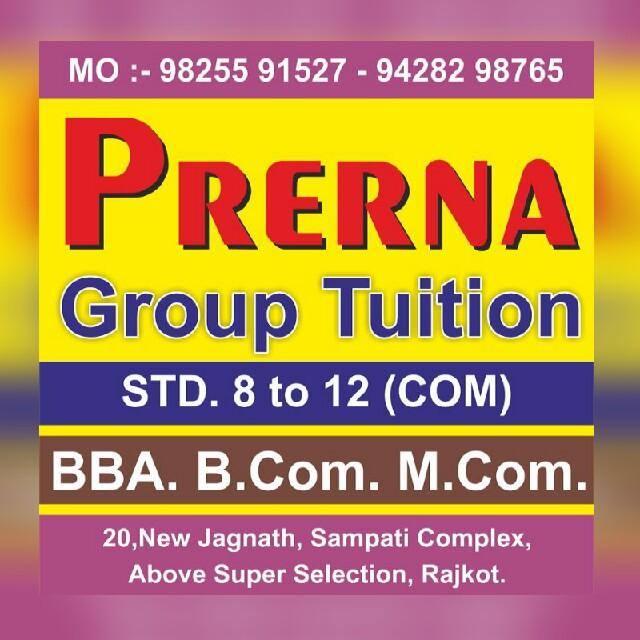 MO :- 98255 91527 - 94282 98765
PRERNA
Group Tuition
STD. 8 to 12 (COM)
BBA. B.Com. M.Com.
20,New Jagnath, Sampati Complex,
Above Super Selection, Rajkot.